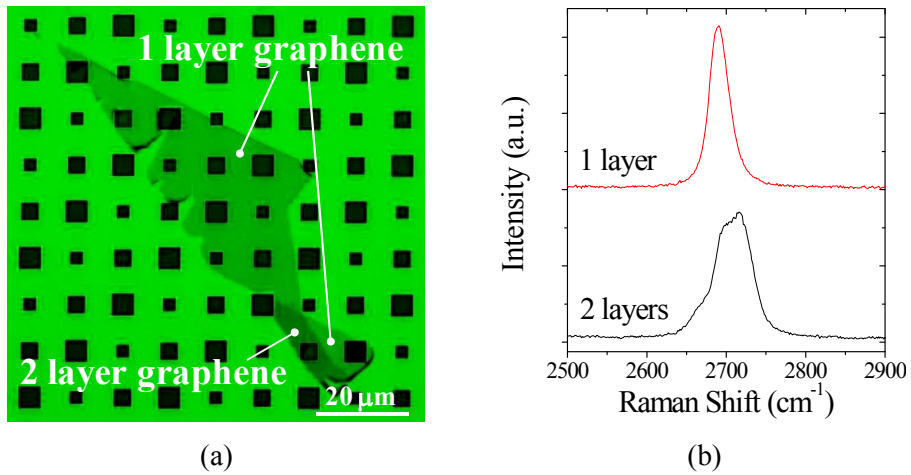 1 layer graphene
2 layer graphene
20 μm
(a)
Intensity (a.u.)
1 layer
2 layers
2500 2600 2700 2800 2900
Raman Shift (cm⁻¹)
(b)